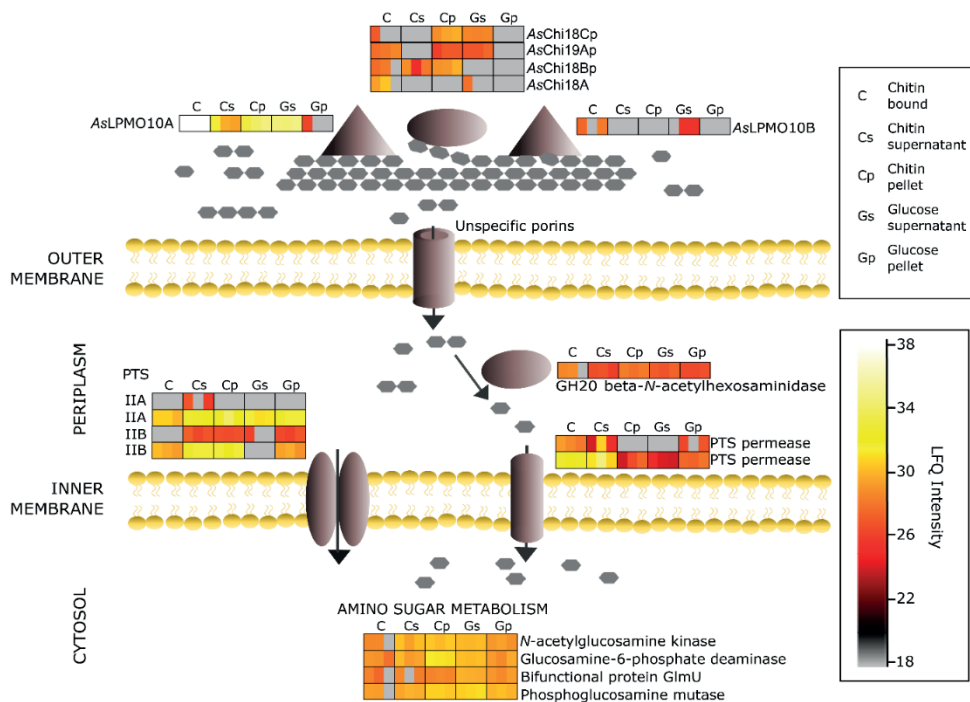 C Cs Cp Gs Gp
AsChi18Cp
AsChi19Ap
AsChi18Bp
AsChi18A
C Cs Cp Gs Gp
AsLPMO10A
C Cs Cp Gs Gp
AsLPMO10B
C Chitin bound
Cs Chitin supernatant
Cp Chitin pellet
Gs Glucose supernatant
Gp Glucose pellet
Unspecific porins
OUTER
MEMBRANE
PERIPLASM
C Cs Cp Gs Gp
GH20 beta-N-acetylhexosaminidase
PTS
C Cs Cp Gs Gp
IIA
IIA
IIB
IIB
C Cs Cp Gs Gp
PTS permease
PTS permease
INNER
MEMBRANE
CYTOSOL
AMINO SUGAR METABOLISM
C Cs Cp Gs Gp
N-acetylglucosamine kinase
Glucosamine-6-phosphate deaminase
Bifunctional protein GlmU
Phosphoglucosamine mutase
38
34
30
26
22
18
LFQ Intensity